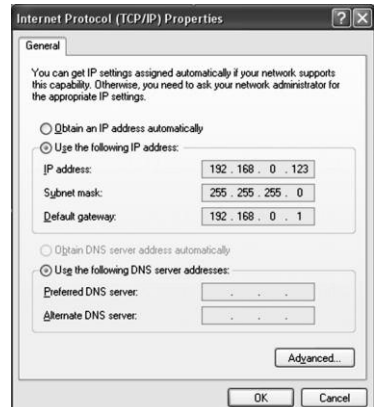 Internet Protocol (TCP/IP) Properties
General
You can get IP settings assigned automatically if your network supports
this capability. Otherwise, you need to ask your network administrator for
the appropriate IP settings.
Obtain an IP address automatically
Use the following IP address:
IP address: 192 . 168 . 0 . 123
Subnet mask: 255 . 255 . 255 . 0
Default gateway: 192 . 168 . 0 . 1
Obtain DNS server address automatically
Use the following DNS server addresses:
Preferred DNS server: . . .
Alternate DNS server: . . .
Advanced...
OK Cancel